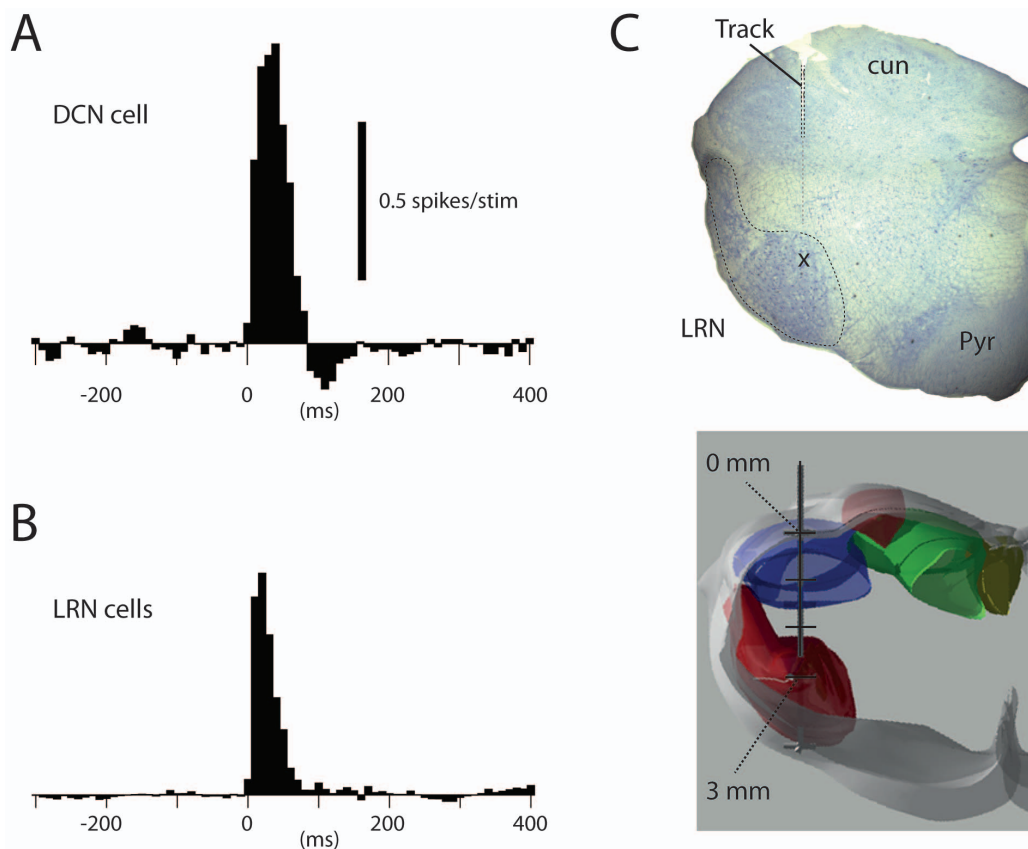 A
DCN cell
0.5 spikes/stim
-200
0
200
400
(ms)
B
LRN cells
-200
0
200
400
(ms)
C
Track
cun
x
LRN
Pyr
0 mm
3 mm